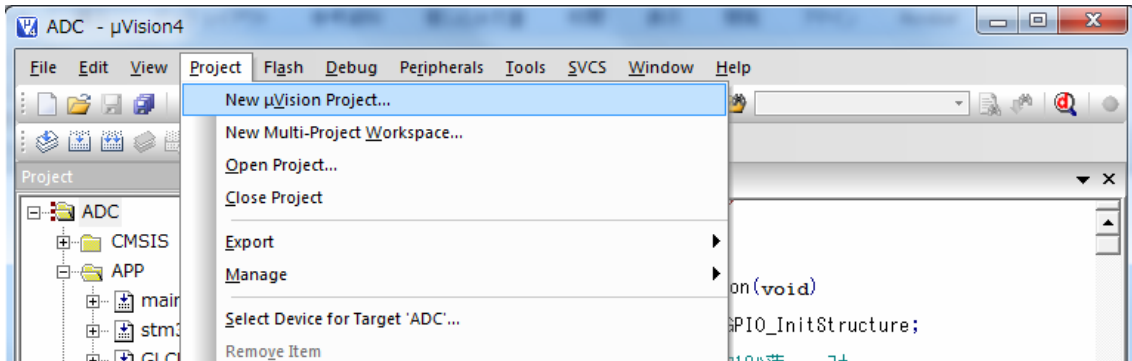 ADC - µVision4
File Edit View Project Flash Debug Peripherals Tools SVCS Window Help
New µVision Project...
New Multi-Project Workspace...
Project
Open Project...
Close Project
ADC
CMSIS
Export
APP
Manage
on(void)
main
Select Device for Target 'ADC'...
GPIO_InitStructure;
stm3
Remove Item